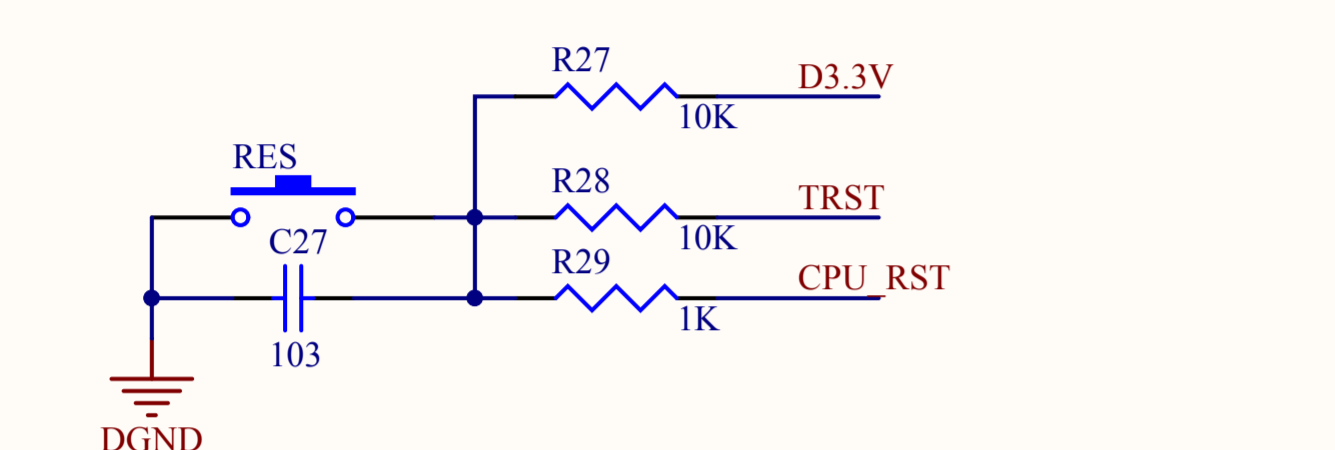 R27
D3.3V
10K
RES
R28
TRST
10K
C27
R29
CPU_RST
1K
103
DGND